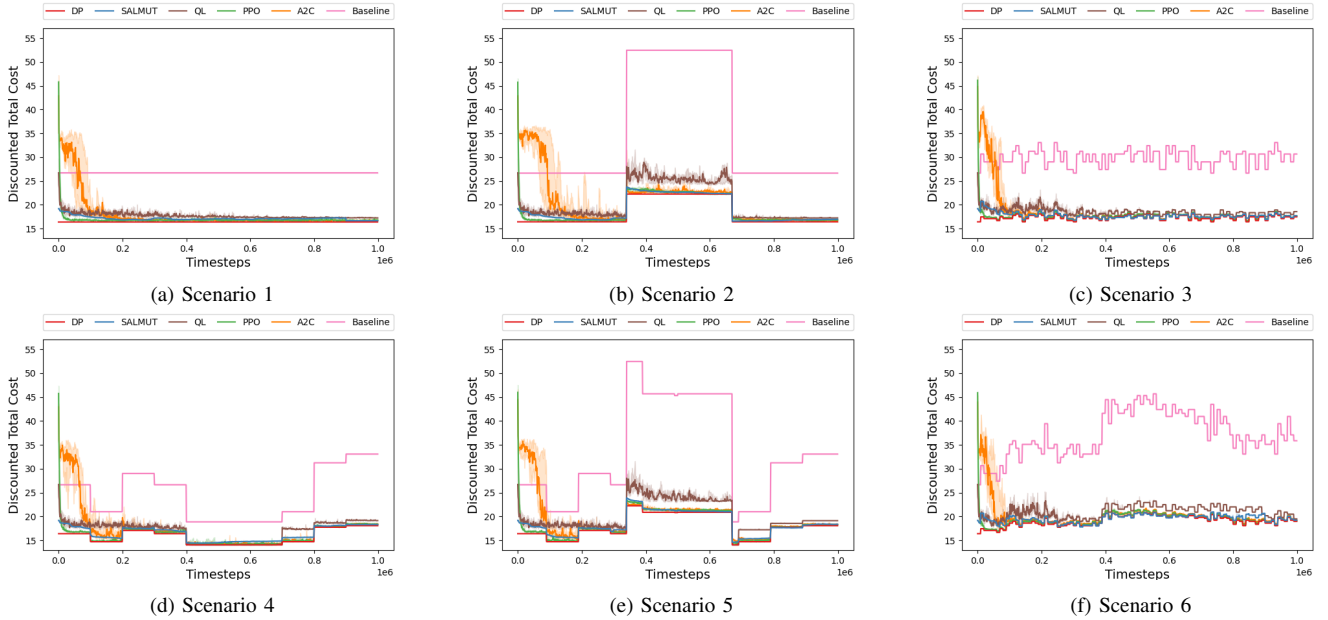 DP SALMUT QL PPO A2C Baseline
55
50
45
40
35
30
25
20
15
Discounted Total Cost
0.0 0.2 0.4 0.6 0.8 1.0
1e6
Timesteps
(a) Scenario 1
DP SALMUT QL PPO A2C Baseline
55
50
45
40
35
30
25
20
15
Discounted Total Cost
0.0 0.2 0.4 0.6 0.8 1.0
1e6
Timesteps
(b) Scenario 2
DP SALMUT QL PPO A2C Baseline
55
50
45
40
35
30
25
20
15
Discounted Total Cost
0.0 0.2 0.4 0.6 0.8 1.0
1e6
Timesteps
(c) Scenario 3
DP SALMUT QL PPO A2C Baseline
55
50
45
40
35
30
25
20
15
Discounted Total Cost
0.0 0.2 0.4 0.6 0.8 1.0
1e6
Timesteps
(d) Scenario 4
DP SALMUT QL PPO A2C Baseline
55
50
45
40
35
30
25
20
15
Discounted Total Cost
0.0 0.2 0.4 0.6 0.8 1.0
1e6
Timesteps
(e) Scenario 5
DP SALMUT QL PPO A2C Baseline
55
50
45
40
35
30
25
20
15
Discounted Total Cost
0.0 0.2 0.4 0.6 0.8 1.0
1e6
Timesteps
(f) Scenario 6